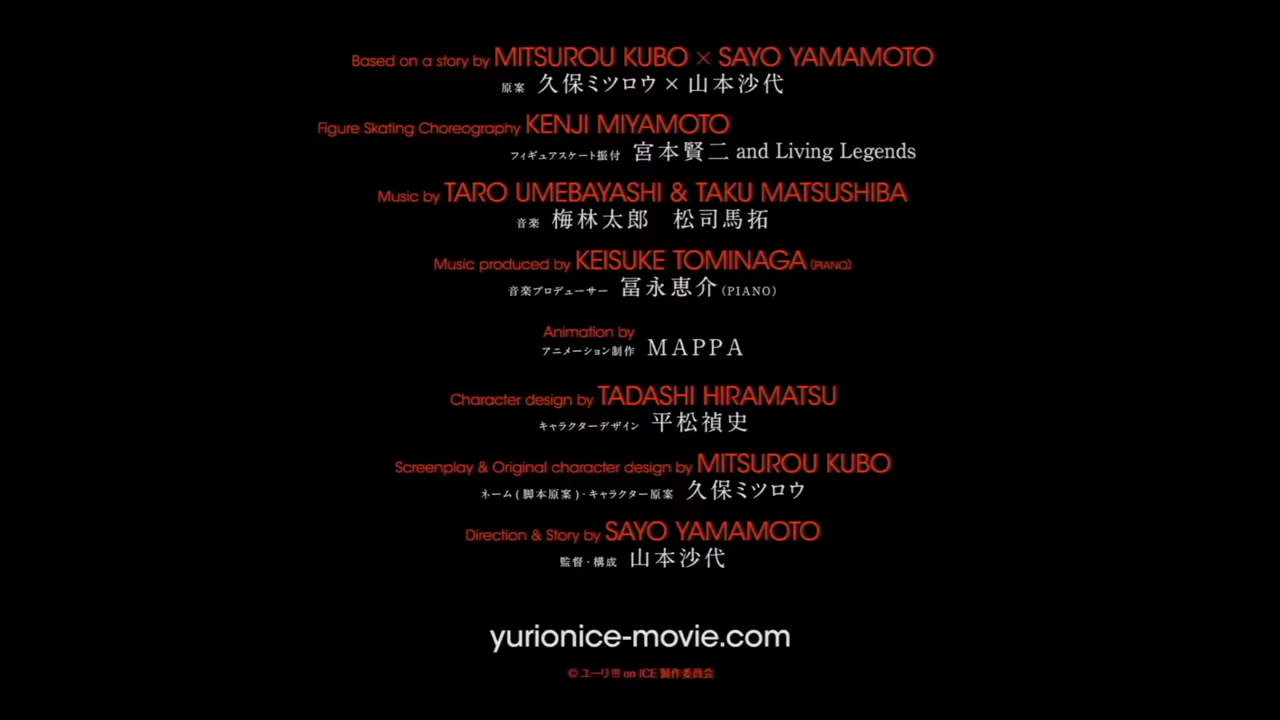 Based on a story by MITSUROU KUBO × SAYO YAMAMOTO
原案 久保ミツロウ × 山本沙代
Figure Skating Choreography KENJI MIYAMOTO
フィギュアスケート振付 宮本賢二 and Living Legends
Music by TARO UMEBAYASHI & TAKU MATSUSHIBA
音楽 梅林太郎 松司馬拓
Music produced by KEISUKE TOMINAGA (PIANO)
音楽プロデューサー 冨永恵介 (PIANO)
Animation by
アニメーション制作 MAPPA
Character design by TADASHI HIRAMATSU
キャラクターデザイン 平松禎史
Screenplay & Original character design by MITSUROU KUBO
ネーム(脚本原案)・キャラクター原案 久保ミツロウ
Direction & Story by SAYO YAMAMOTO
監督・構成 山本沙代
yurionice-movie.com
© ユーリ!!! on ICE 製作委員会